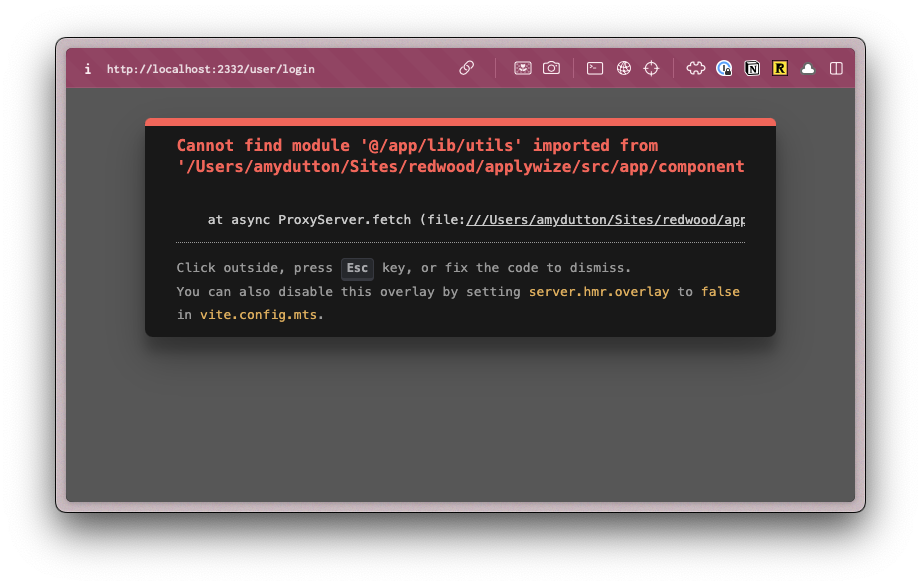 i http://localhost:2332/user/login
N R
Cannot find module '@/app/lib/utils' imported from
'/Users/amydutton/Sites/redwood/applywize/src/app/component
at async ProxyServer.fetch (file:///Users/amydutton/Sites/redwood/app
Click outside, press Esc key, or fix the code to dismiss.
You can also disable this overlay by setting server.hmr.overlay to false
in vite.config.mts.